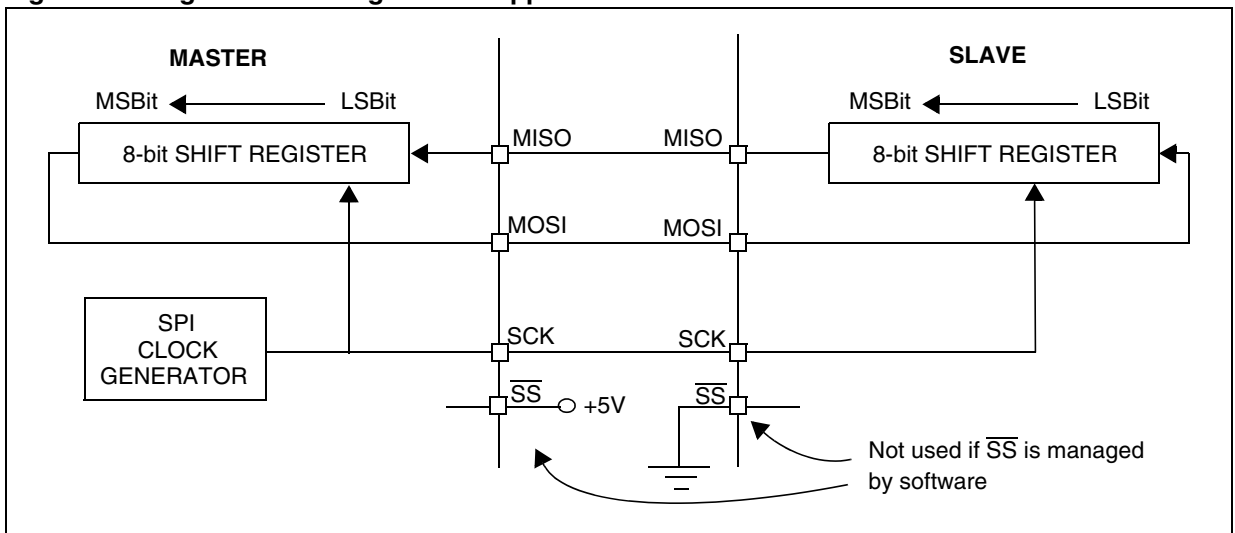 MASTER
SLAVE
MSBit
LSBit
MSBit
LSBit
8-bit SHIFT REGISTER
MISO
MISO
8-bit SHIFT REGISTER
MOSI
MOSI
SPI
CLOCK
GENERATOR
SCK
SCK
SS
+5V
SS
Not used if SS is managed
by software